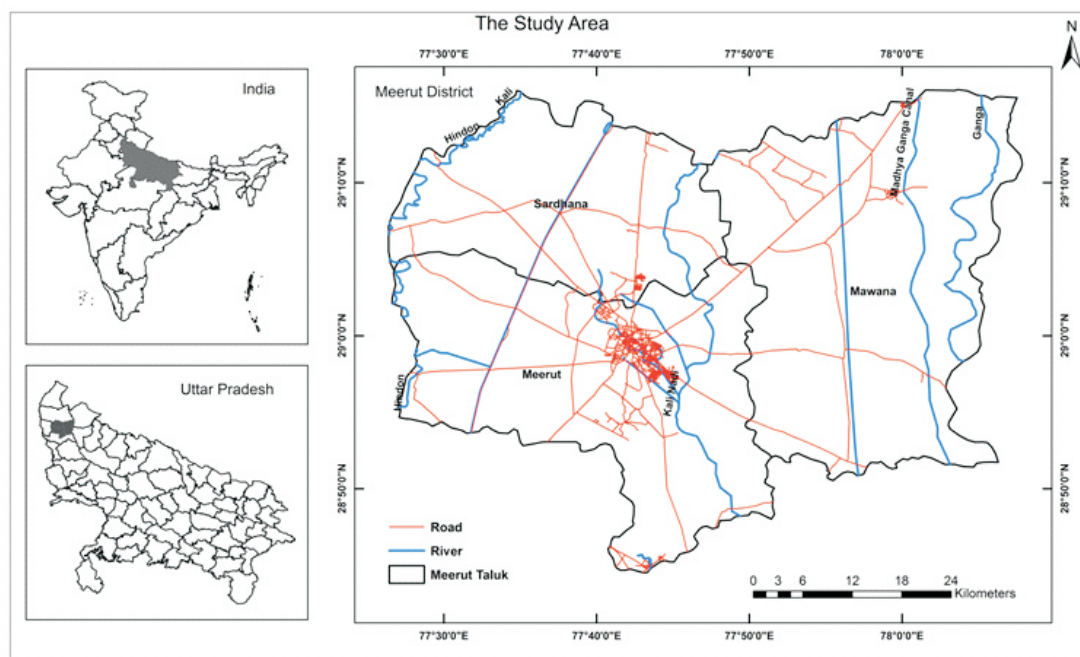 The Study Area
N
India
Uttar Pradesh
Meerut District
77°30'0"E
77°40'0"E
77°50'0"E
78°0'0"E
29°10'0"N
29°0'0"N
28°50'0"N
29°10'0"N
29°0'0"N
28°50'0"N
Hindon
Kali
Sardhana
Madhya Ganga Canal
Ganga
Mawana
Meerut
Hindon
Kali Nadi
Road
River
Meerut Taluk
0 3 6 12 18 24
Kilometers
77°30'0"E
77°40'0"E
77°50'0"E
78°0'0"E